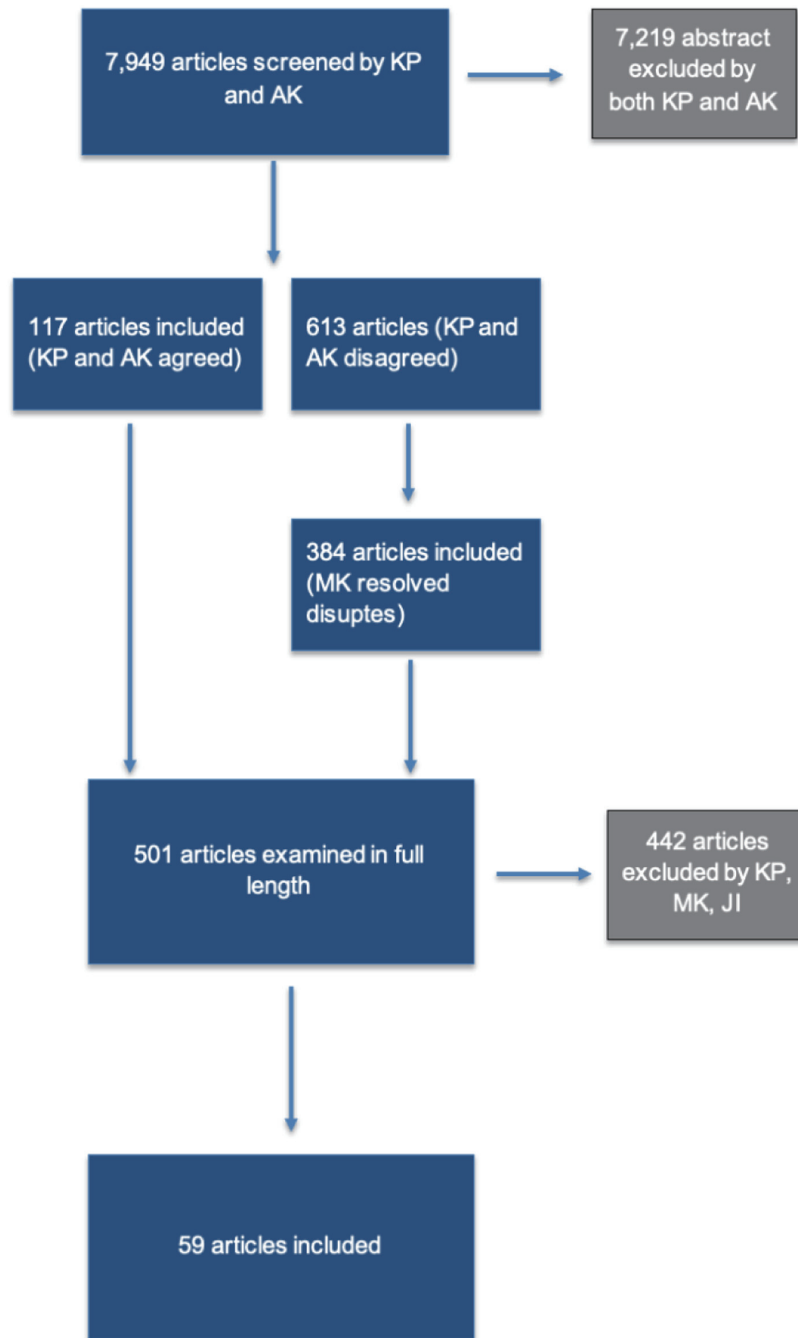 7,949 articles screened by KP
and AK
7,219 abstract
excluded by
both KP and AK
117 articles included
(KP and AK agreed)
613 articles (KP and
AK disagreed)
384 articles included
(MK resolved
disuptes)
501 articles examined in full
length
442 articles
excluded by KP,
MK, JI
59 articles included